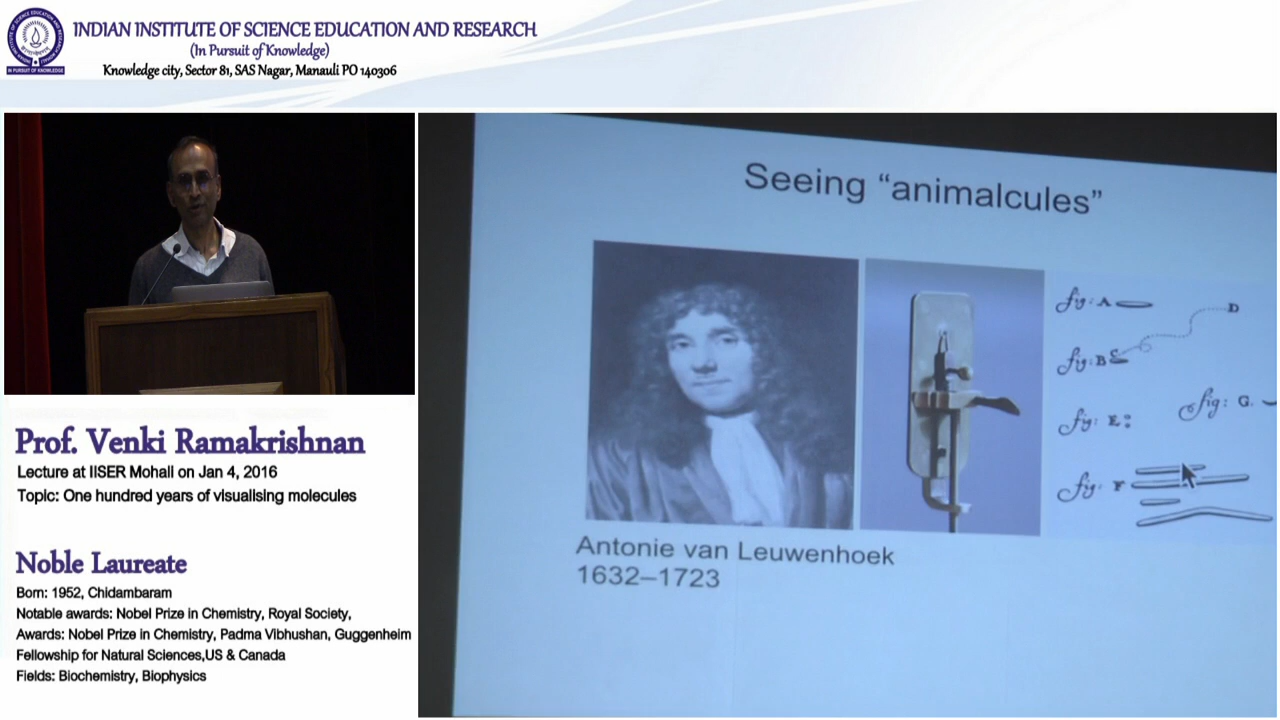 INDIAN INSTITUTE OF SCIENCE EDUCATION AND RESEARCH
(In Pursuit of Knowledge)
Knowledge city, Sector 81, SAS Nagar, Manauli PO 140306
IN PURSUIT OF KNOWLEDGE
Seeing “animalcules”
fig: A
D
fig: B
fig: E
fig: G.
fig: F
Antonie van Leuwenhoek
1632–1723
Prof. Venki Ramakrishnan
Lecture at IISER Mohali on Jan 4, 2016
Topic: One hundred years of visualising molecules
Noble Laureate
Born: 1952, Chidambaram
Notable awards: Nobel Prize in Chemistry, Royal Society,
Awards: Nobel Prize in Chemistry, Padma Vibhushan, Guggenheim
Fellowship for Natural Sciences,US & Canada
Fields: Biochemistry, Biophysics